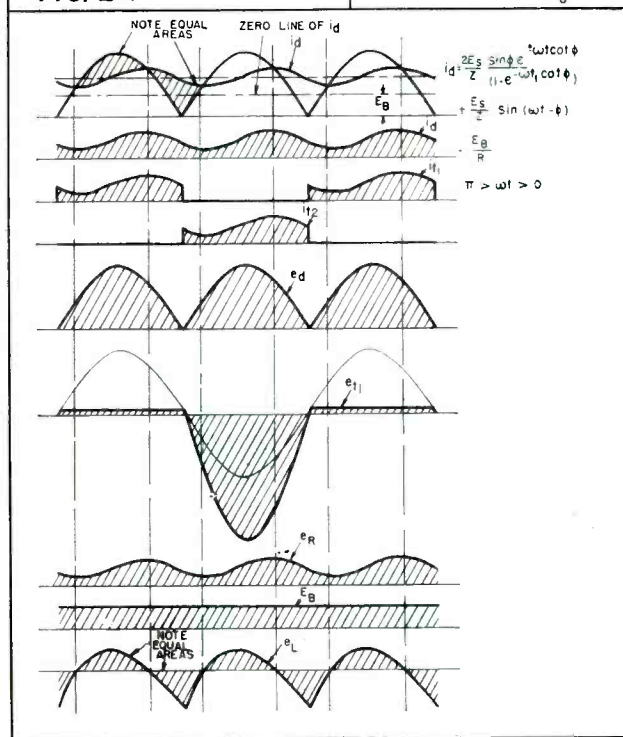 NOTE EQUAL AREAS
ZERO LINE OF id
id
EB
id = 2Es/Z sinφ ε^-ωt cot φ / (1-ε^-ωt1 cot φ)
+ Es/Z sin (ωt - φ)
- EB/R
id
it1
π > ωt > 0
it2
ed
et1
eR
EB
NOTE
EQUAL
AREAS
eL